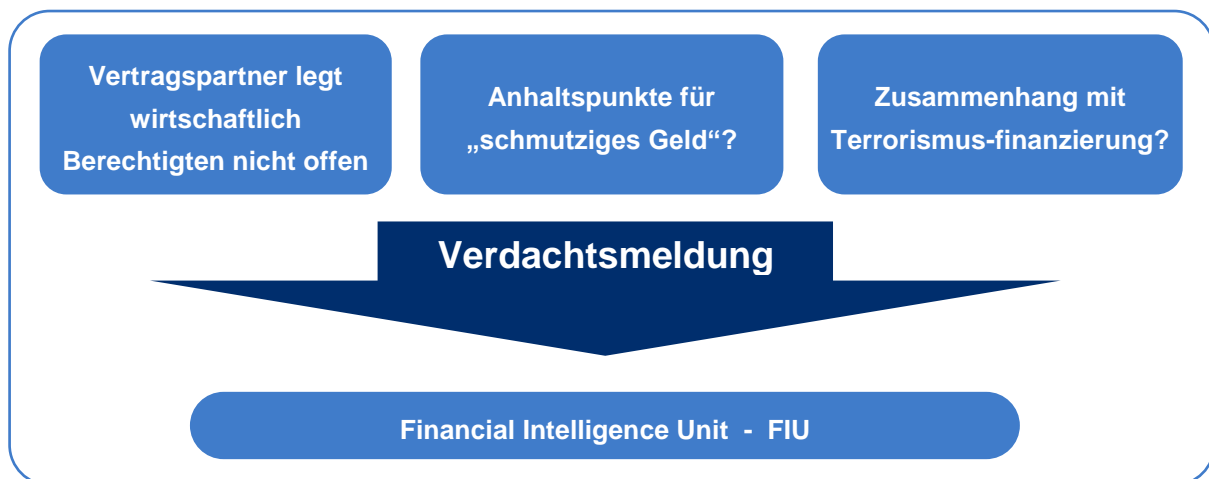 Vertragspartner legt
wirtschaftlich
Berechtigten nicht offen
Anhaltspunkte für
„schmutziges Geld“?
Zusammenhang mit
Terrorismus-finanzierung?
Verdachtsmeldung
Financial Intelligence Unit - FIU